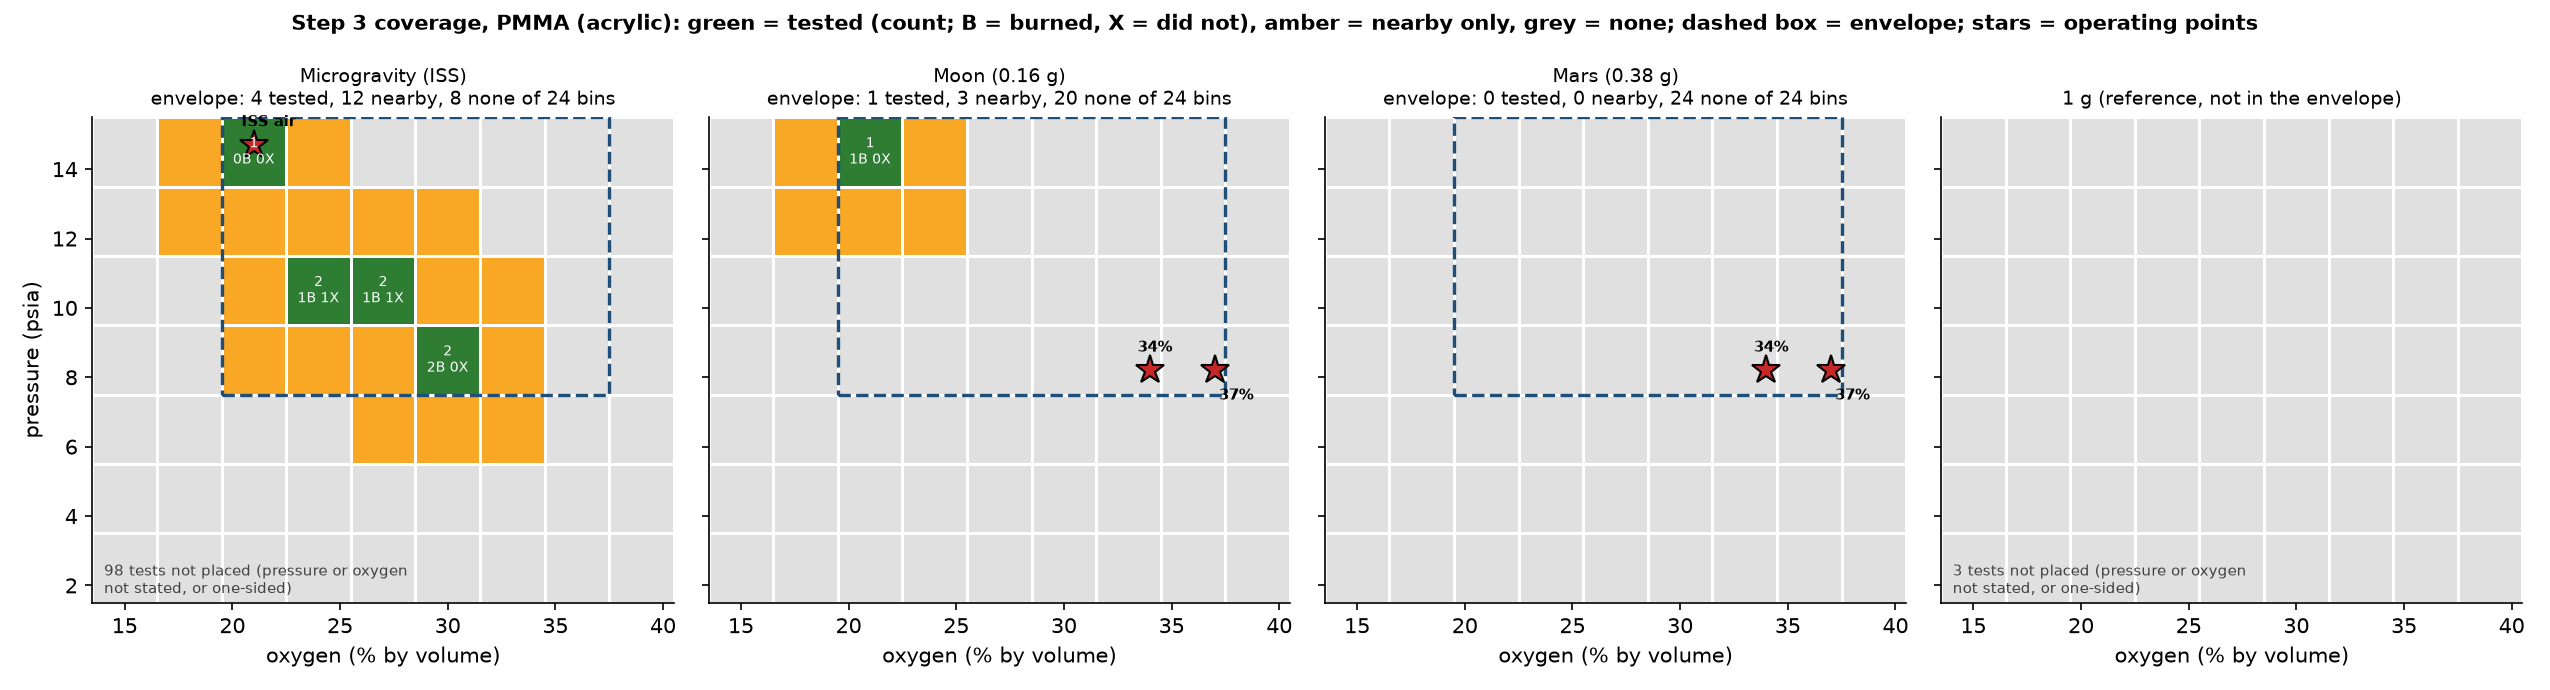 Step 3 coverage, PMMA (acrylic): green = tested (count; B = burned, X = did not), amber = nearby only, grey = none; dashed box = envelope; stars = operating points
Microgravity (ISS)
envelope: 4 tested, 12 nearby, 8 none of 24 bins
ISS air
1
0B 0X
2
1B 1X
2
1B 1X
2
2B 0X
98 tests not placed (pressure or oxygen
not stated, or one-sided)
pressure (psia)
14
12
10
8
6
4
2
15 20 25 30 35 40
oxygen (% by volume)
Moon (0.16 g)
envelope: 1 tested, 3 nearby, 20 none of 24 bins
1
1B 0X
34%
37%
15 20 25 30 35 40
oxygen (% by volume)
Mars (0.38 g)
envelope: 0 tested, 0 nearby, 24 none of 24 bins
34%
37%
15 20 25 30 35 40
oxygen (% by volume)
1 g (reference, not in the envelope)
3 tests not placed (pressure or oxygen
not stated, or one-sided)
15 20 25 30 35 40
oxygen (% by volume)